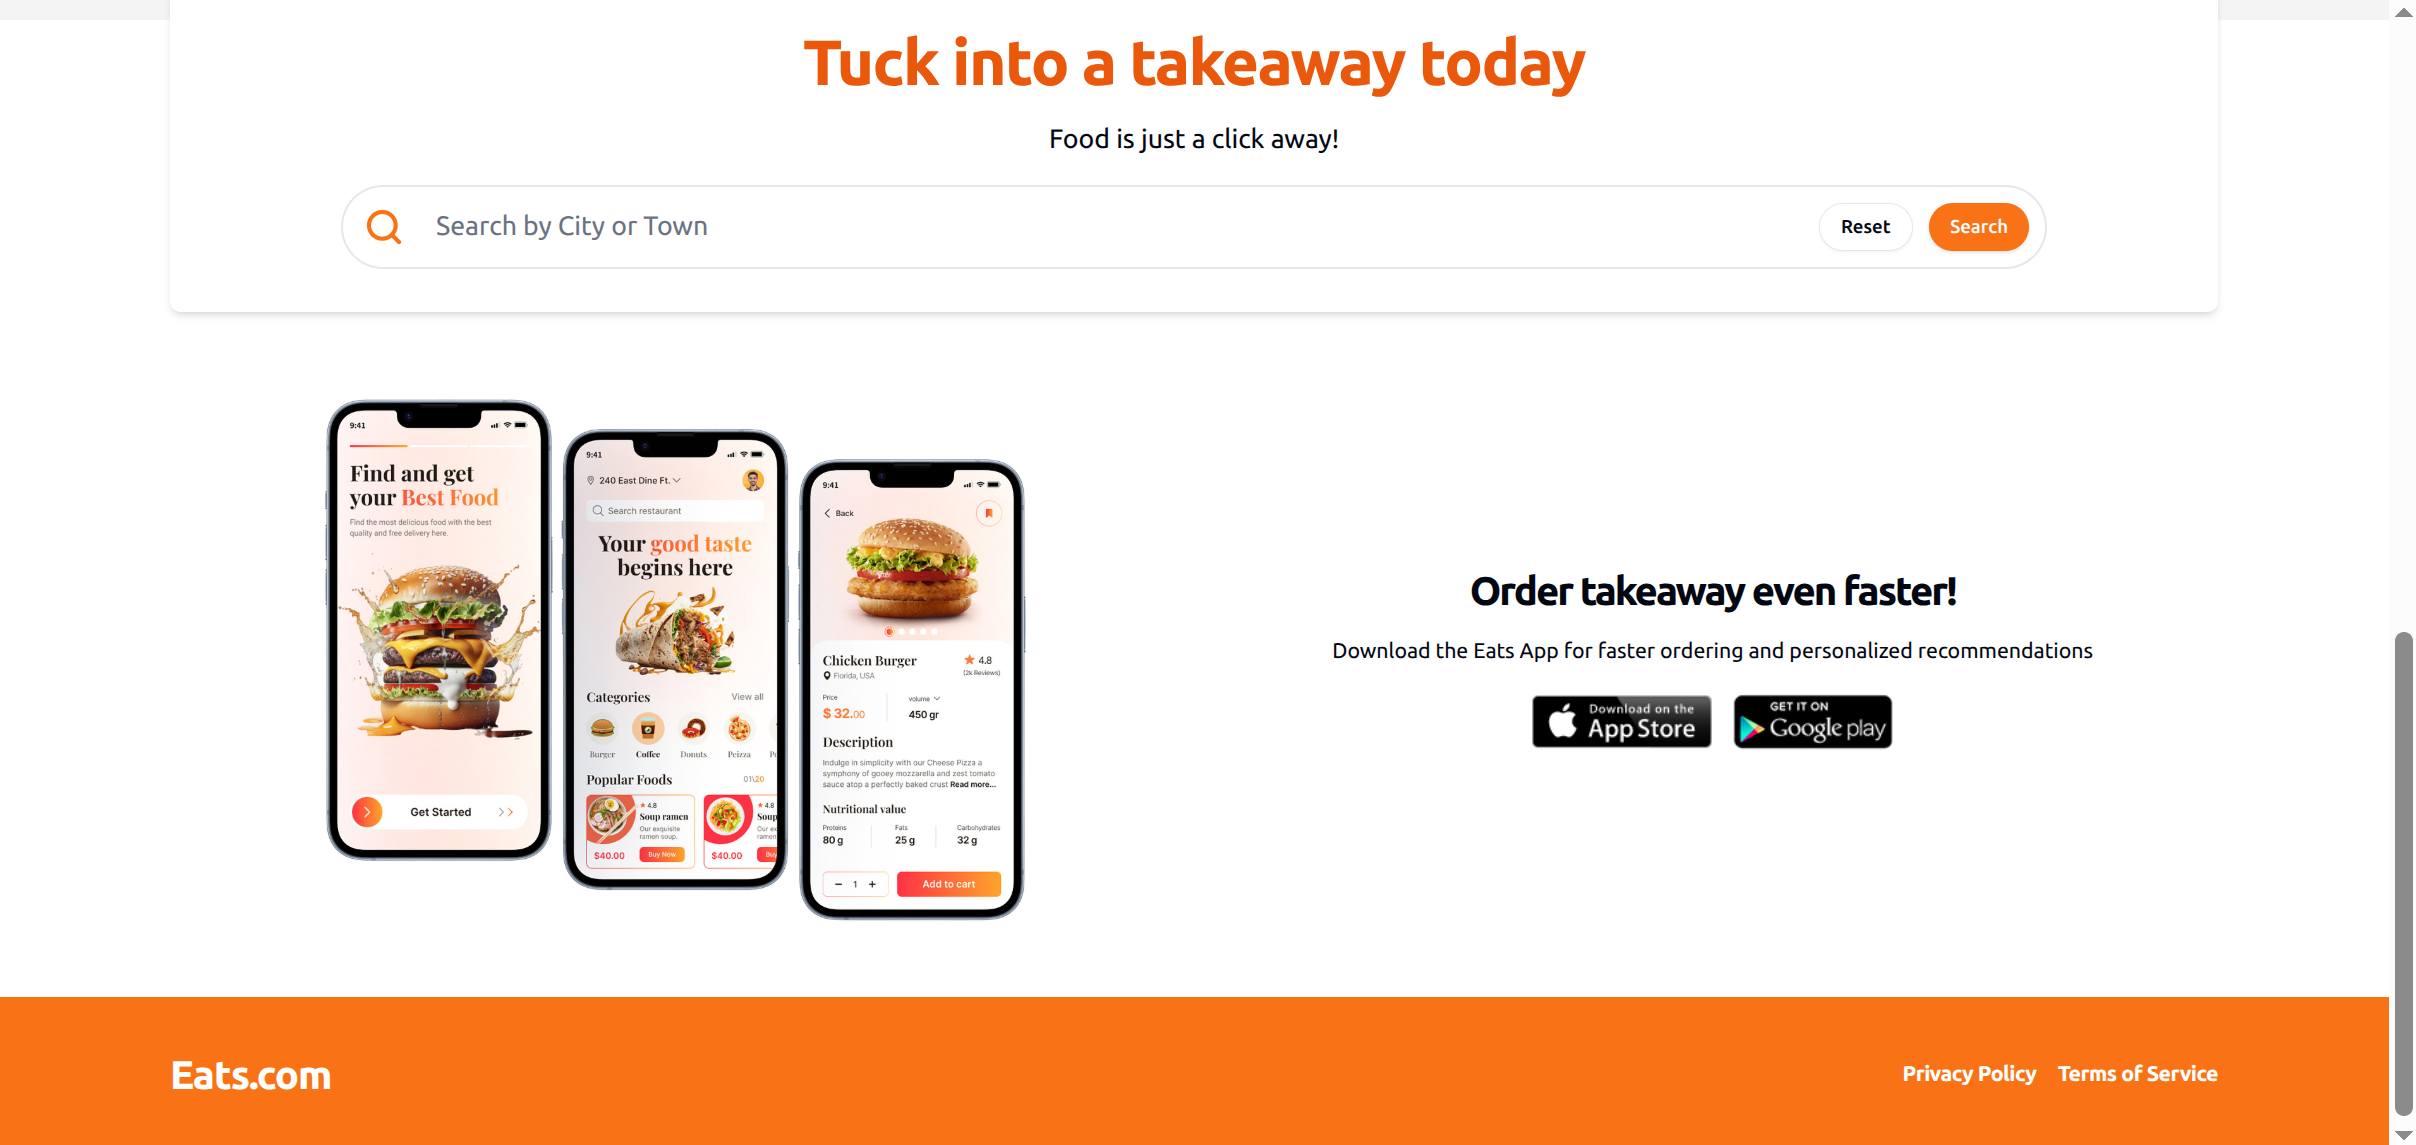 Tuck into a takeaway today
Food is just a click away!
Search by City or Town
Reset
Search
9:41
Find and get
your Best Food
Find the most delicious food with the best
quality and free delivery here.
Get Started
9:41
240 East Dine Ft.
Search restaurant
Your good taste
begins here
Categories
View all
Burger
Coffee
Donuts
Peizza
Popular Foods
01\20
4.8
Soup ramen
Our exquisite
ramen soup.
$40.00
Buy Now
4.8
Soup
Our ex
ramen
$40.00
Buy
9:41
Back
Chicken Burger
4.8
Florida, USA
(2k Reviews)
Price
volume
$ 32.00
450 gr
Description
Indulge in simplicity with our Cheese Pizza a
symphony of gooey mozzarella and zest tomato
sauce atop a perfectly baked crust Read more...
Nutritional value
Proteins
Fats
Carbohydrates
80 g
25 g
32 g
1
Add to cart
Order takeaway even faster!
Download the Eats App for faster ordering and personalized recommendations
Download on the
App Store
GET IT ON
Google play
Eats.com
Privacy Policy
Terms of Service